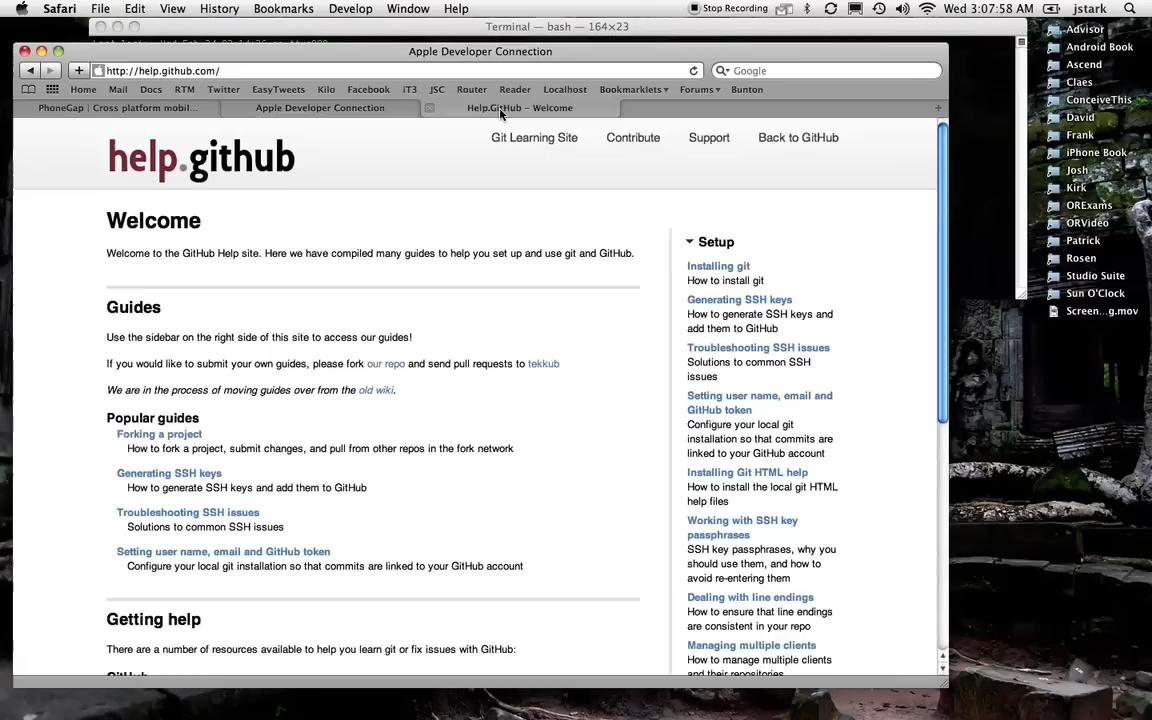 Safari File Edit View History Bookmarks Develop Window Help Stop Recording Wed 3:07:58 AM jstark
Terminal — bash — 164×23
Apple Developer Connection
http://help.github.com/ Google
Home Mail Docs RTM Twitter EasyTweets Kilo Facebook iT3 JSC Router Reader Localhost Bookmarklets Forums Bunton
PhoneGap | Cross platform mobil... Apple Developer Connection Help.GitHub – Welcome
Git Learning Site Contribute Support Back to GitHub
help.github
Welcome
Welcome to the GitHub Help site. Here we have compiled many guides to help you set up and use git and GitHub.
Guides
Use the sidebar on the right side of this site to access our guides!
If you would like to submit your own guides, please fork our repo and send pull requests to tekkub
We are in the process of moving guides over from the old wiki.
Popular guides
Forking a project
How to fork a project, submit changes, and pull from other repos in the fork network
Generating SSH keys
How to generate SSH keys and add them to GitHub
Troubleshooting SSH issues
Solutions to common SSH issues
Setting user name, email and GitHub token
Configure your local git installation so that commits are linked to your GitHub account
Getting help
There are a number of resources available to help you learn git or fix issues with GitHub:
GitHub
Setup
Installing git
How to install git
Generating SSH keys
How to generate SSH keys and
add them to GitHub
Troubleshooting SSH issues
Solutions to common SSH
issues
Setting user name, email and
GitHub token
Configure your local git
installation so that commits are
linked to your GitHub account
Installing Git HTML help
How to install the local git HTML
help files
Working with SSH key
passphrases
SSH key passphrases, why you
should use them, and how to
avoid re-entering them
Dealing with line endings
How to ensure that line endings
are consistent in your repo
Managing multiple clients
How to manage multiple clients
and their repositories
Advisor
Android Book
Ascend
Claes
ConceiveThis
David
Frank
iPhone Book
Josh
Kirk
ORExams
ORVideo
Patrick
Rosen
Studio Suite
Sun O'Clock
Screen...g.mov